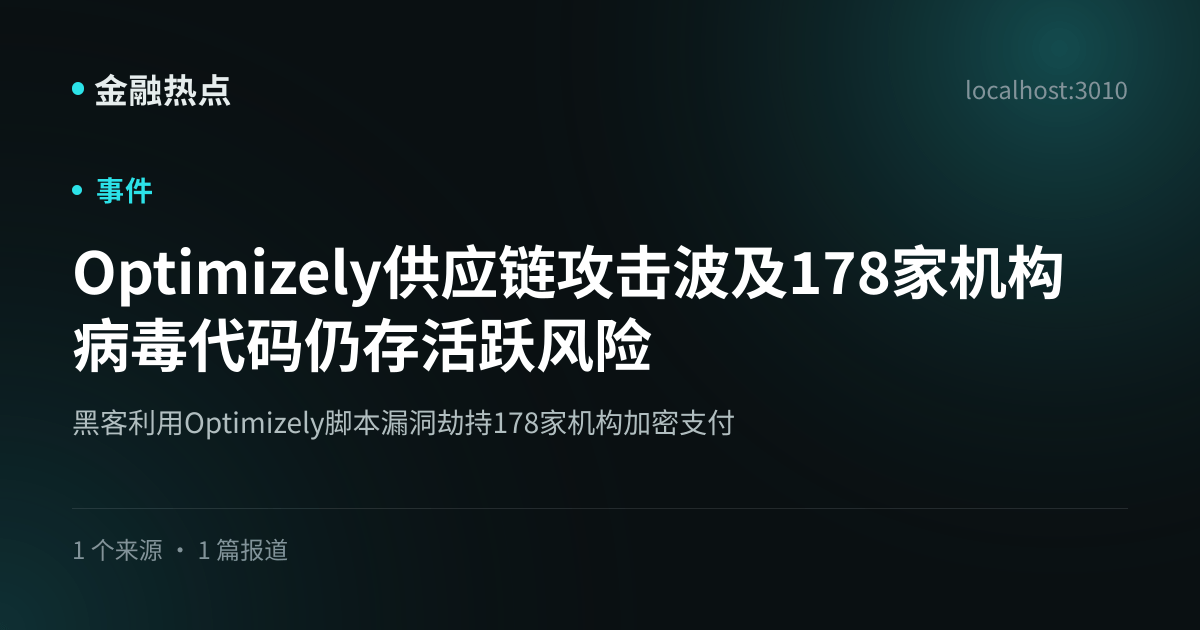 金融热点
localhost:3010
事件
Optimizely供应链攻击波及178家机构
病毒代码仍存活跃风险
黑客利用Optimizely脚本漏洞劫持178家机构加密支付
1 个来源 · 1 篇报道